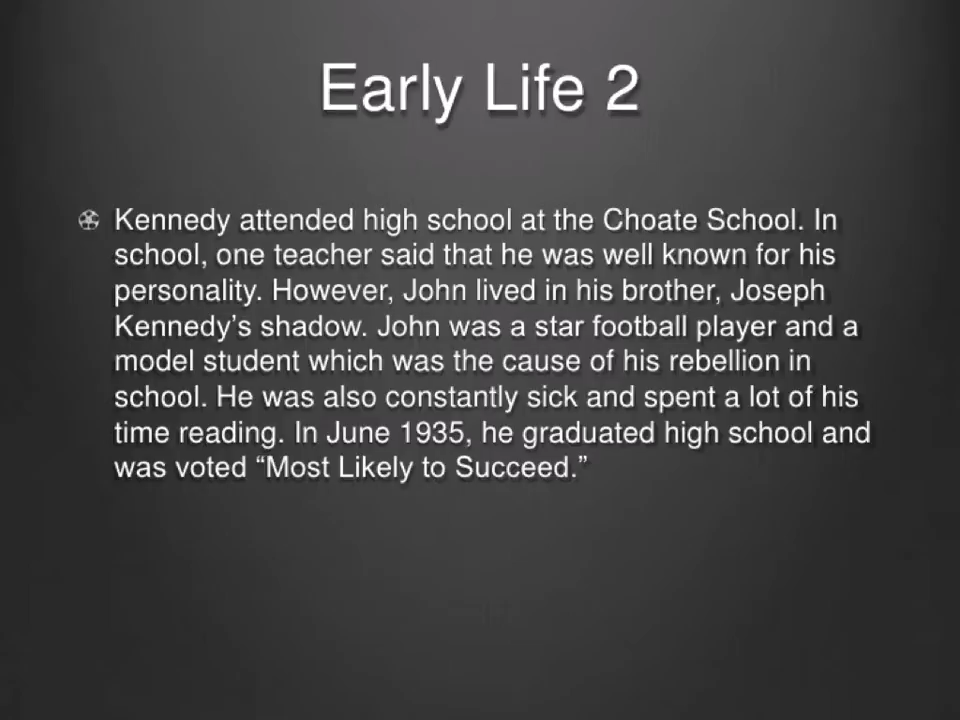 Early Life 2
Kennedy attended high school at the Choate School. In
school, one teacher said that he was well known for his
personality. However, John lived in his brother, Joseph
Kennedy’s shadow. John was a star football player and a
model student which was the cause of his rebellion in
school. He was also constantly sick and spent a lot of his
time reading. In June 1935, he graduated high school and
was voted “Most Likely to Succeed.”